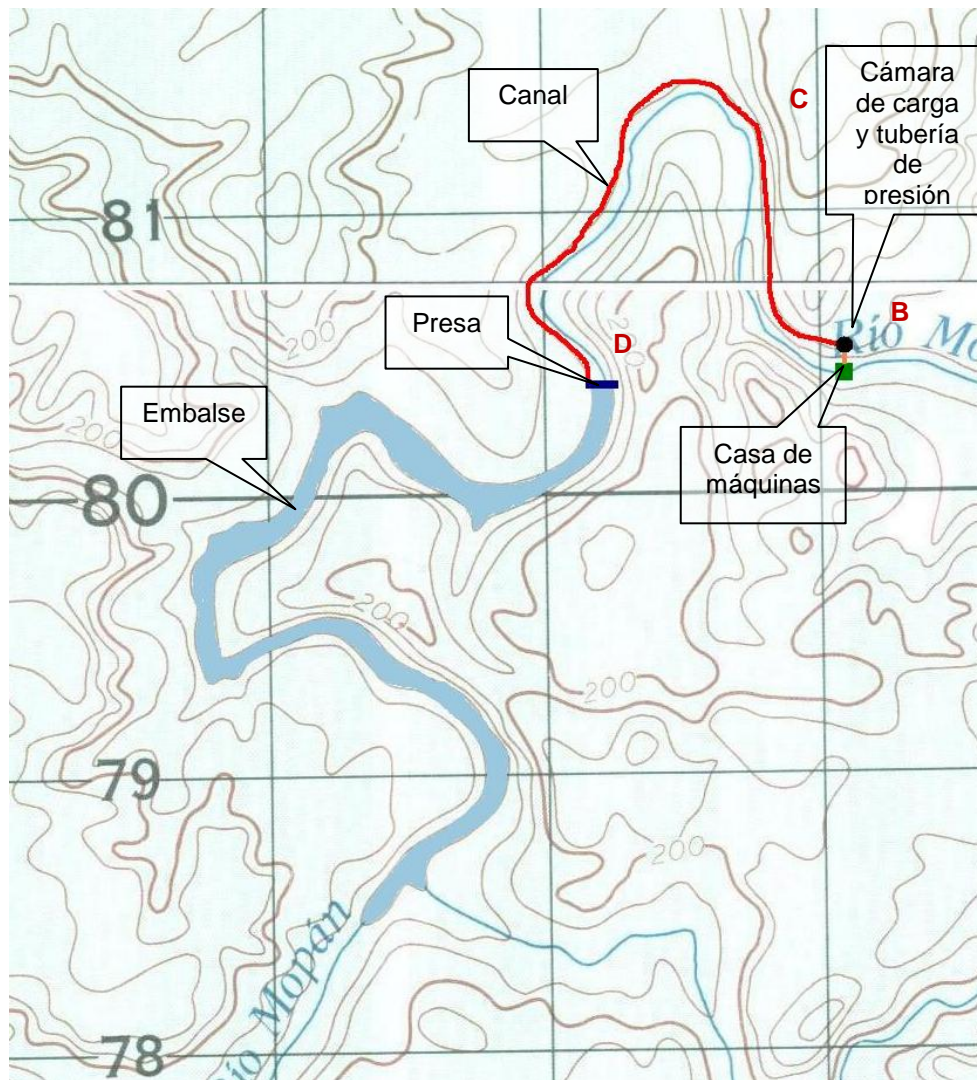 Cámara
de carga
y tubería
de
presión
C
Canal
81
B
Río Mo
Presa
D
20
200
Embalse
200
Casa de
máquinas
80
200
200
79
200
Río Mopán
78